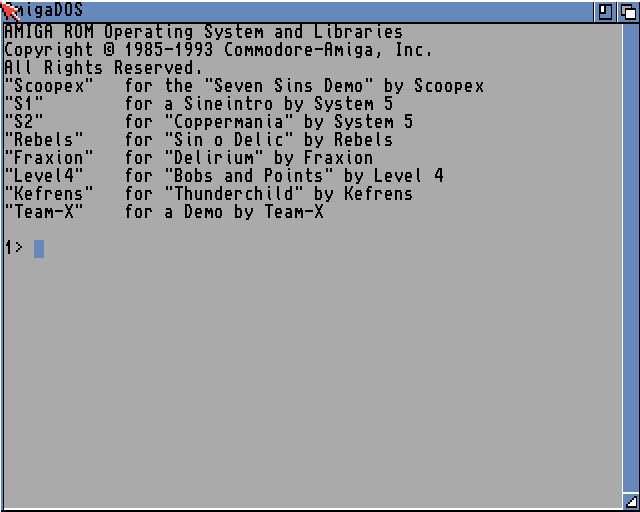 AmigaDOS
AMIGA ROM Operating System and Libraries
Copyright © 1985-1993 Commodore-Amiga, Inc.
All Rights Reserved.
"Scoopex" for the "Seven Sins Demo" by Scoopex
"S1" for a Sineintro by System 5
"S2" for "Coppermania" by System 5
"Rebels" for "Sin o Delic" by Rebels
"Fraxion" for "Delirium" by Fraxion
"Level4" for "Bobs and Points" by Level 4
"Kefrens" for "Thunderchild" by Kefrens
"Team-X" for a Demo by Team-X
1>